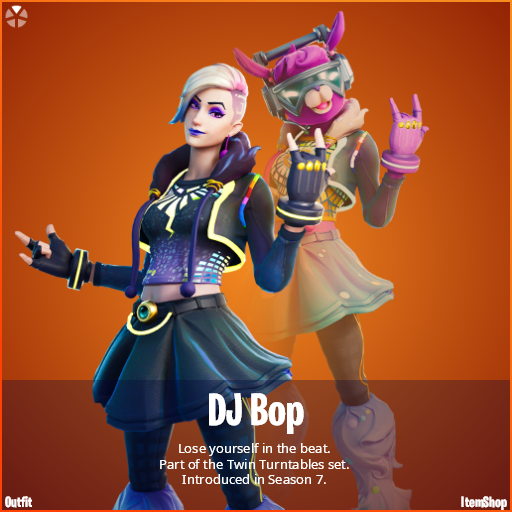 DJ Bop
Lose yourself in the beat.
Part of the Twin Turntables set.
Introduced in Season 7.
Outfit
ItemShop